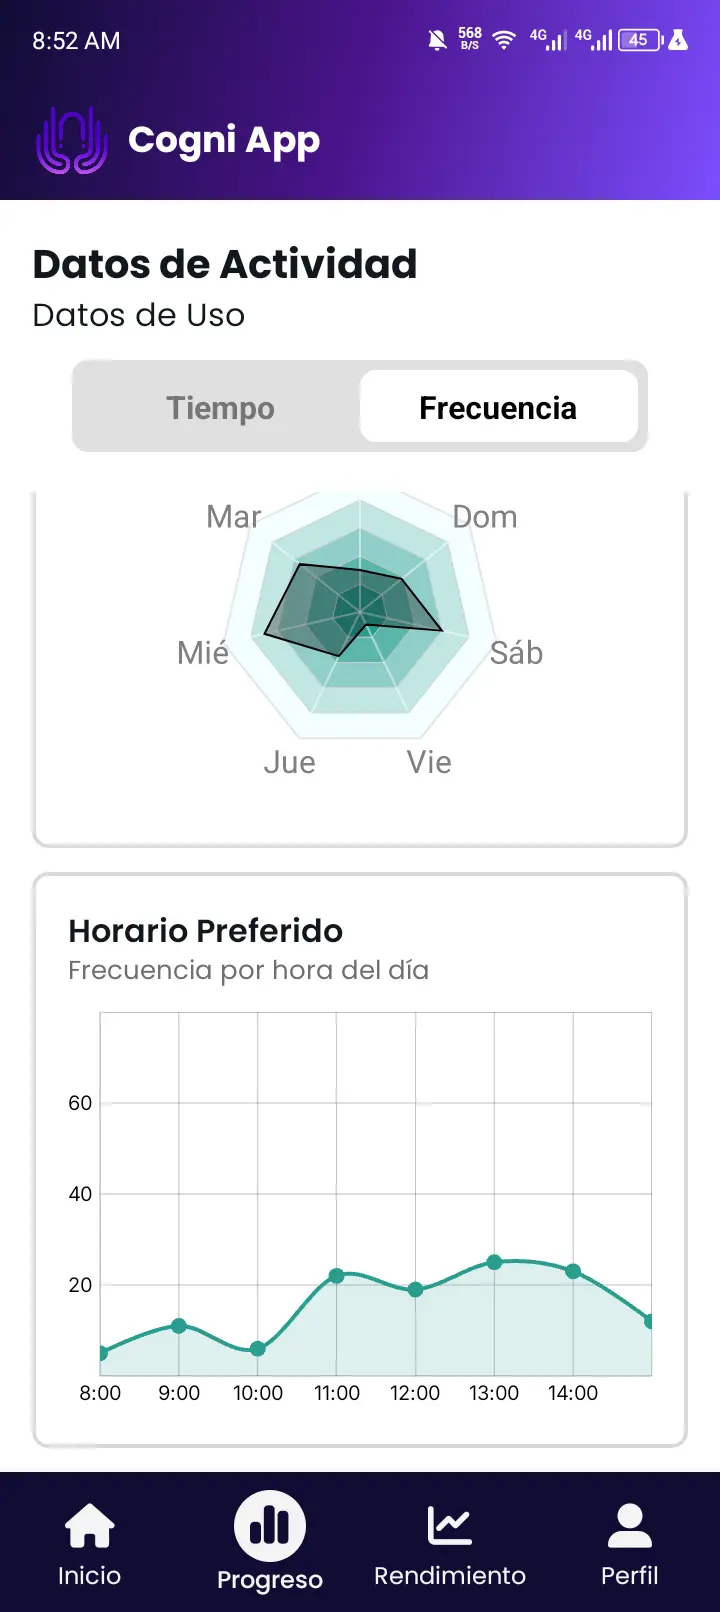 8:52 AM 568 B/S 4G 4G 45
Cogni App
Datos de Actividad
Datos de Uso
Tiempo Frecuencia
Mar Dom
Mié Sáb
Jue Vie
Horario Preferido
Frecuencia por hora del día
60
40
20
8:00 9:00 10:00 11:00 12:00 13:00 14:00
Inicio Progreso Rendimiento Perfil